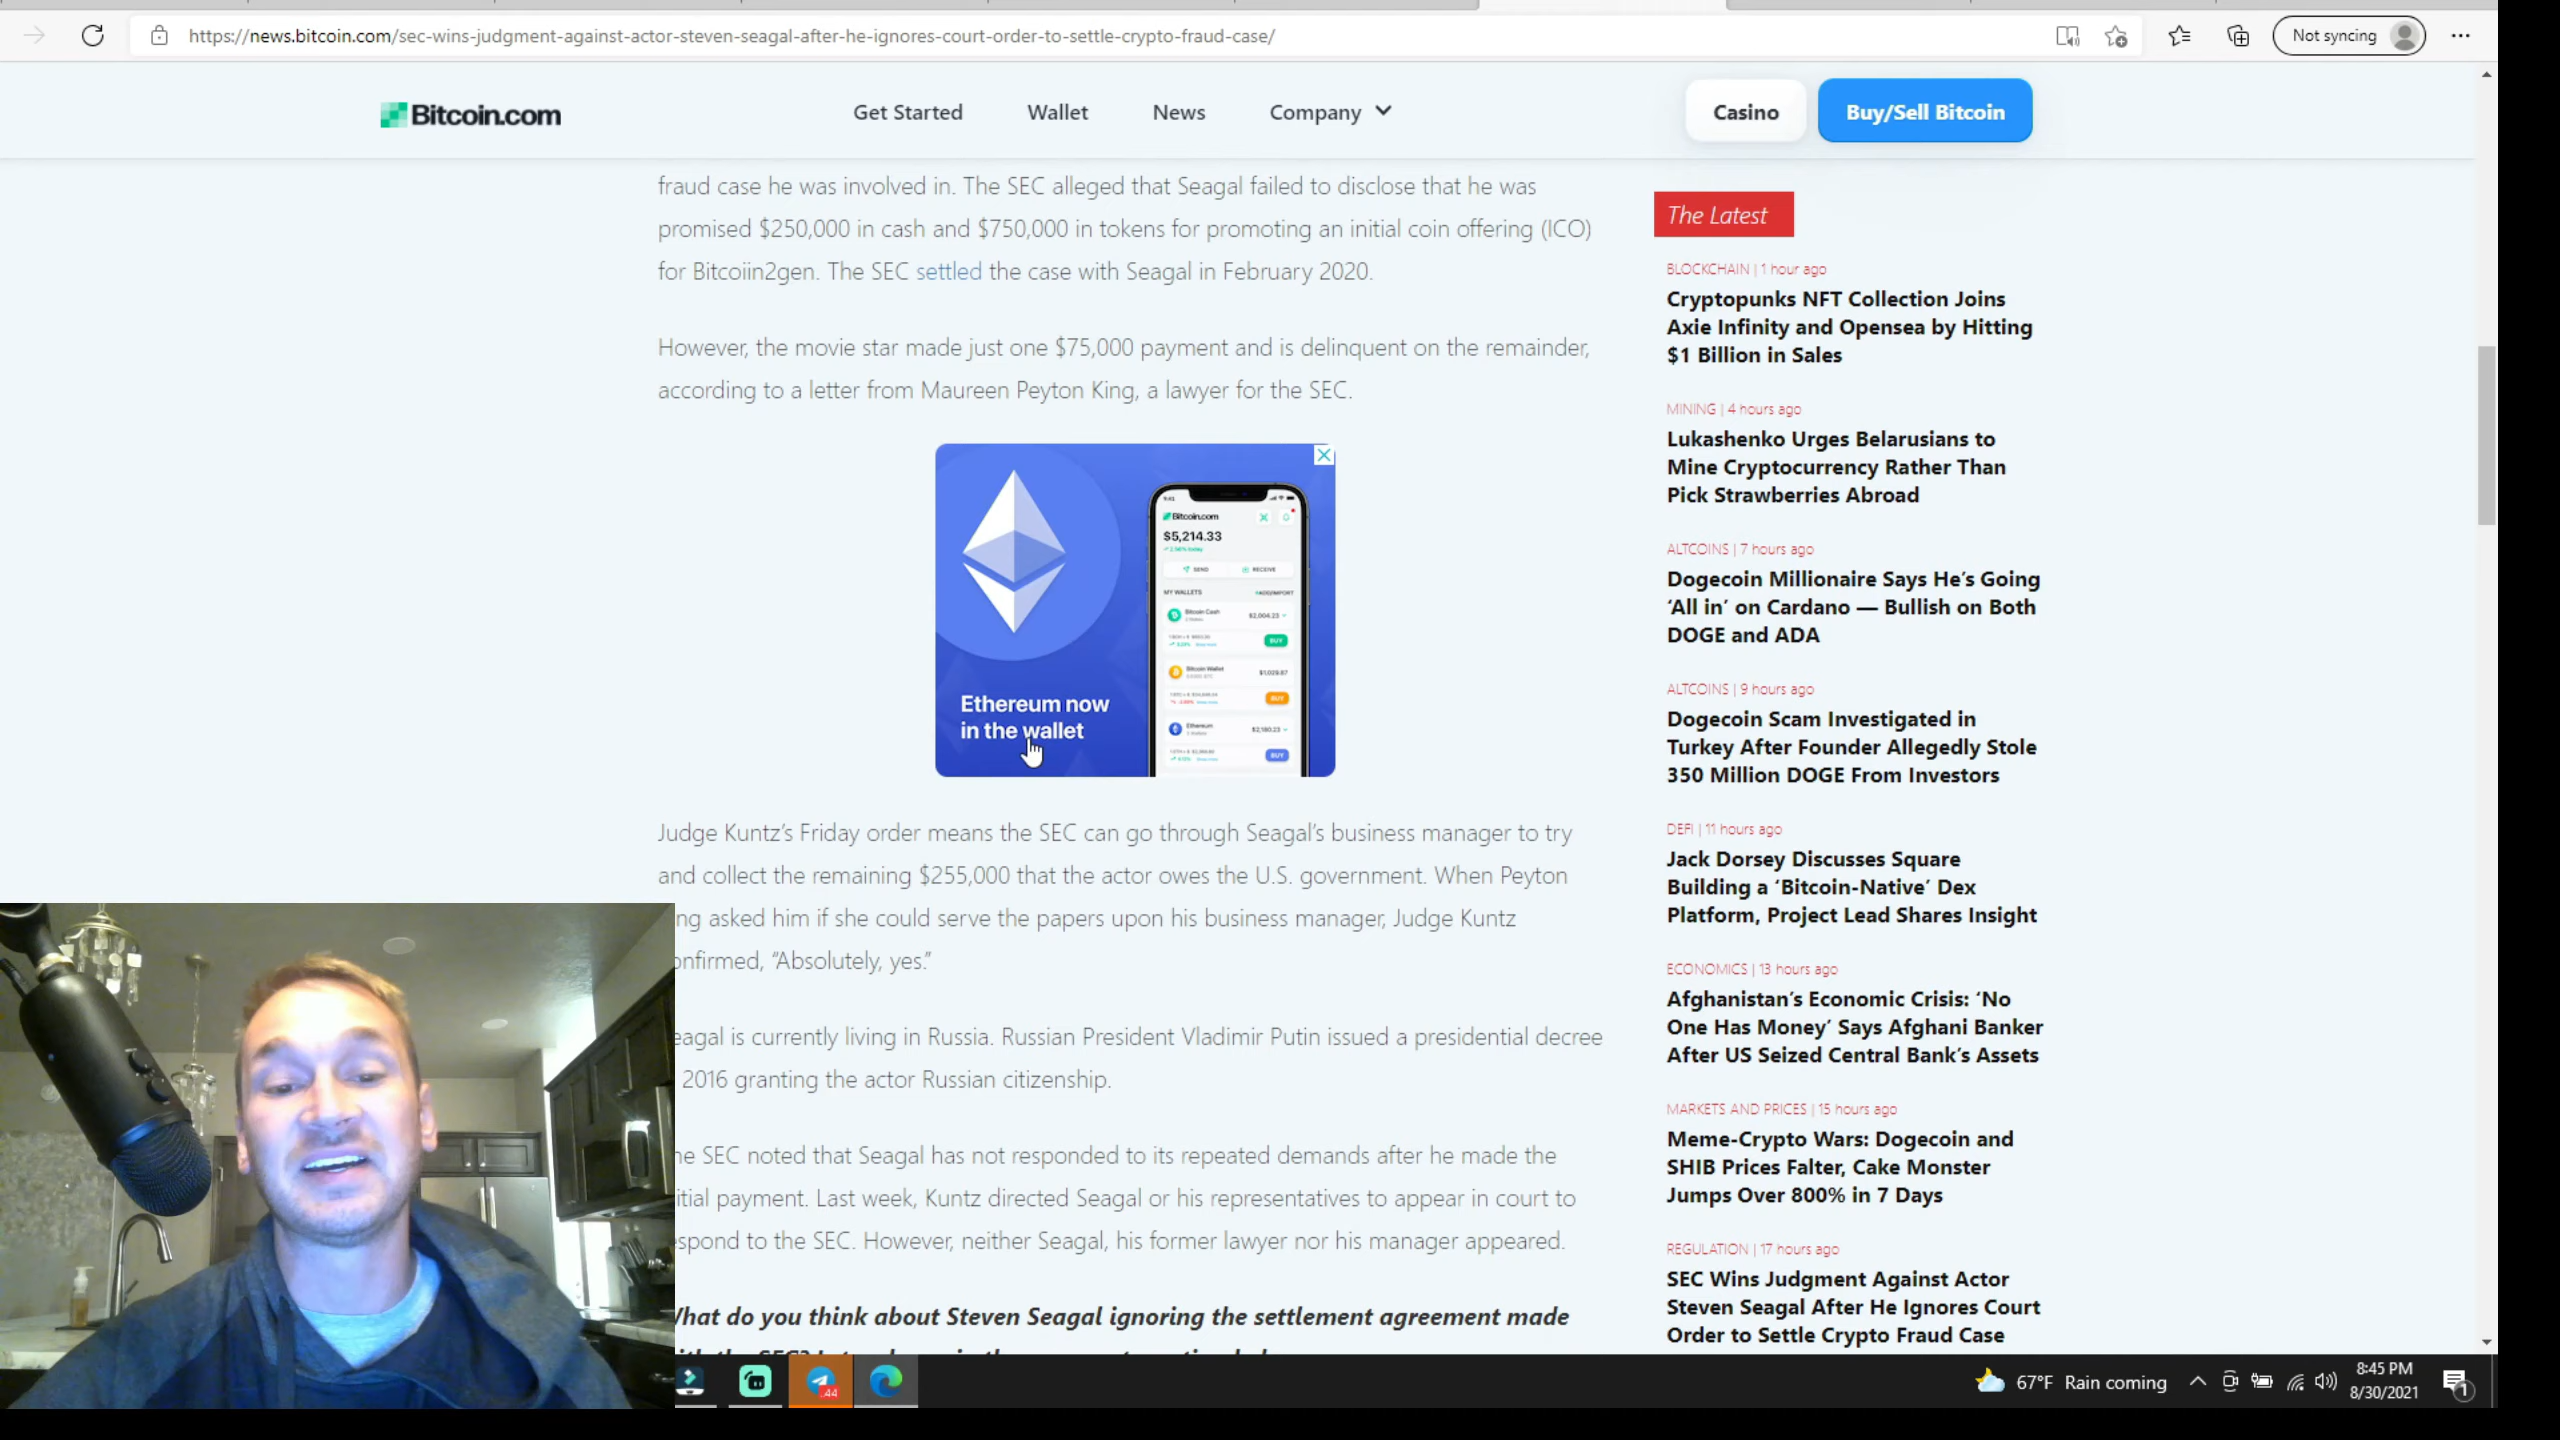 https://news.bitcoin.com/sec-wins-judgment-against-actor-steven-seagal-after-he-ignores-court-order-to-settle-crypto-fraud-case/
Not syncing
Bitcoin.com
Get Started
Wallet
News
Company
Casino
Buy/Sell Bitcoin
fraud case he was involved in. The SEC alleged that Seagal failed to disclose that he was
promised $250,000 in cash and $750,000 in tokens for promoting an initial coin offering (ICO)
for Bitcoiin2gen. The SEC settled the case with Seagal in February 2020.
However, the movie star made just one $75,000 payment and is delinquent on the remainder,
according to a letter from Maureen Peyton King, a lawyer for the SEC.
Ethereum now
in the wallet
9:41
Bitcoin.com
$5,214.33
SEND
RECEIVE
MY WALLETS
Bitcoin Cash
$2,004.23
BUY
Bitcoin Wallet
$1,029.87
BUY
Ethereum
$2,180.23
BUY
Judge Kuntz's Friday order means the SEC can go through Seagal's business manager to try
and collect the remaining $255,000 that the actor owes the U.S. government. When Peyton
ng asked him if she could serve the papers upon his business manager, Judge Kuntz
onfirmed, “Absolutely, yes.”
eagal is currently living in Russia. Russian President Vladimir Putin issued a presidential decree
2016 granting the actor Russian citizenship.
he SEC noted that Seagal has not responded to its repeated demands after he made the
itial payment. Last week, Kuntz directed Seagal or his representatives to appear in court to
spond to the SEC. However, neither Seagal, his former lawyer nor his manager appeared.
What do you think about Steven Seagal ignoring the settlement agreement made
The Latest
BLOCKCHAIN | 1 hour ago
Cryptopunks NFT Collection Joins
Axie Infinity and Opensea by Hitting
$1 Billion in Sales
MINING | 4 hours ago
Lukashenko Urges Belarusians to
Mine Cryptocurrency Rather Than
Pick Strawberries Abroad
ALTCOINS | 7 hours ago
Dogecoin Millionaire Says He's Going
‘All in’ on Cardano — Bullish on Both
DOGE and ADA
ALTCOINS | 9 hours ago
Dogecoin Scam Investigated in
Turkey After Founder Allegedly Stole
350 Million DOGE From Investors
DEFI | 11 hours ago
Jack Dorsey Discusses Square
Building a ‘Bitcoin-Native’ Dex
Platform, Project Lead Shares Insight
ECONOMICS | 13 hours ago
Afghanistan's Economic Crisis: ‘No
One Has Money’ Says Afghani Banker
After US Seized Central Bank's Assets
MARKETS AND PRICES | 15 hours ago
Meme-Crypto Wars: Dogecoin and
SHIB Prices Falter, Cake Monster
Jumps Over 800% in 7 Days
REGULATION | 17 hours ago
SEC Wins Judgment Against Actor
Steven Seagal After He Ignores Court
Order to Settle Crypto Fraud Case
44
67°F Rain coming
8:45 PM
8/30/2021
1